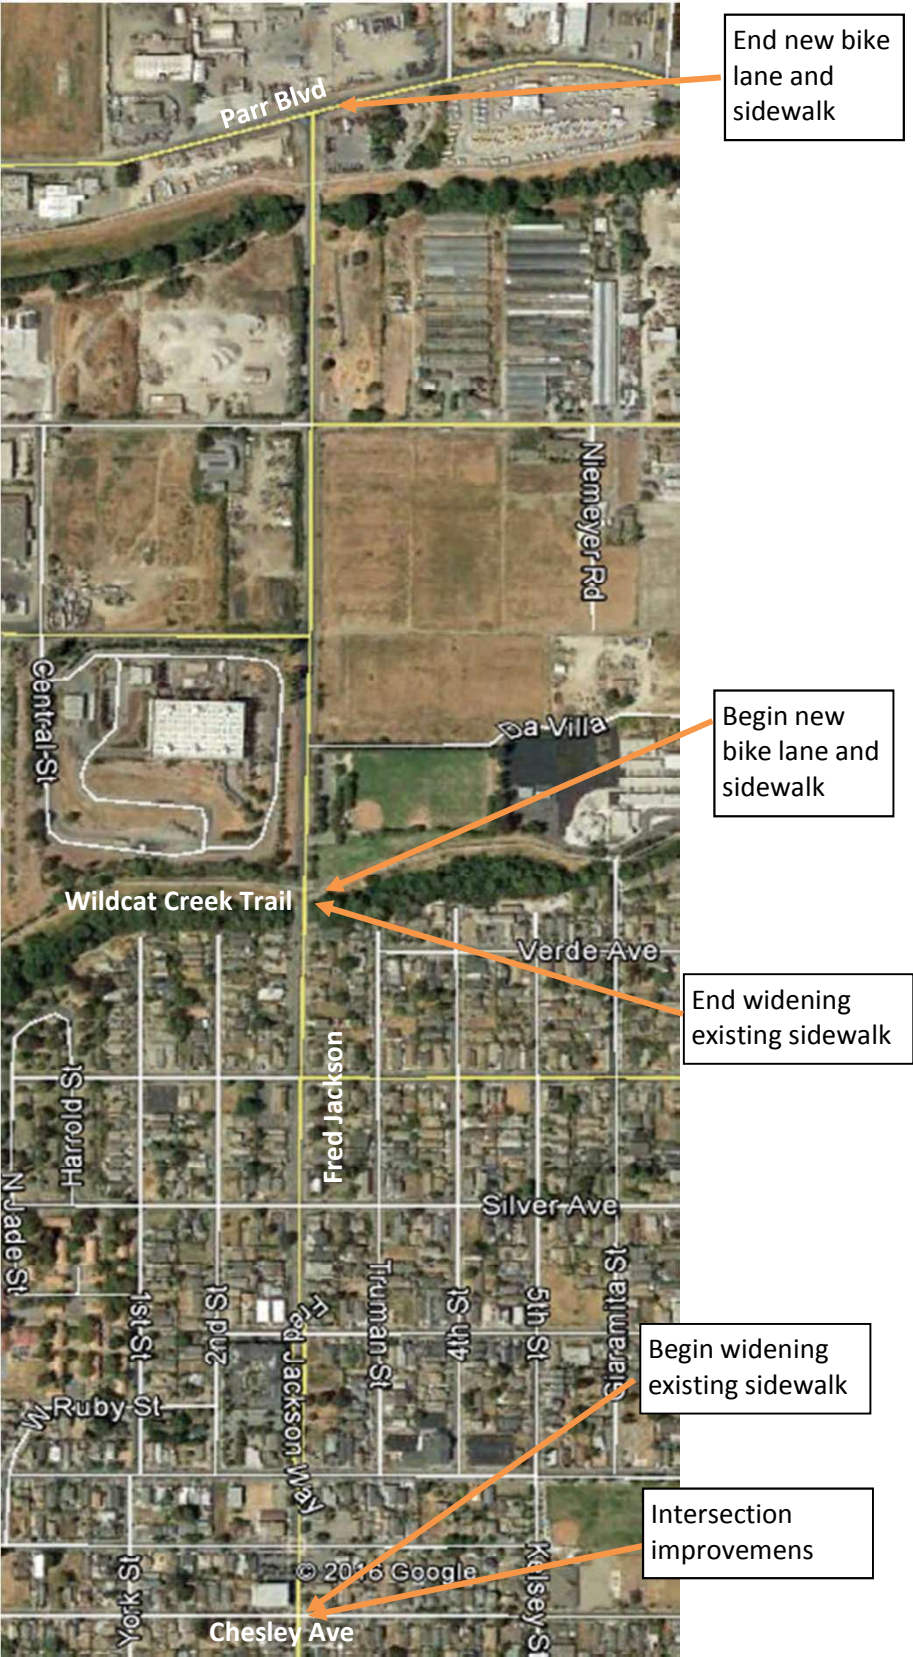 End new bike
lane and
sidewalk
Parr Blvd
Niemeyer Rd
Central St
Da Villa
Begin new
bike lane and
sidewalk
Wildcat Creek Trail
Verde Ave
End widening
existing sidewalk
Fred Jackson
Harrold St
N Jade St
Silver Ave
1st St
2nd St
Fred Jackson Way
Truman St
4th St
5th St
Giaramita St
Begin widening
existing sidewalk
W Ruby St
Intersection
improvemens
© 2016 Google
York St
Kelsey St
Chesley Ave